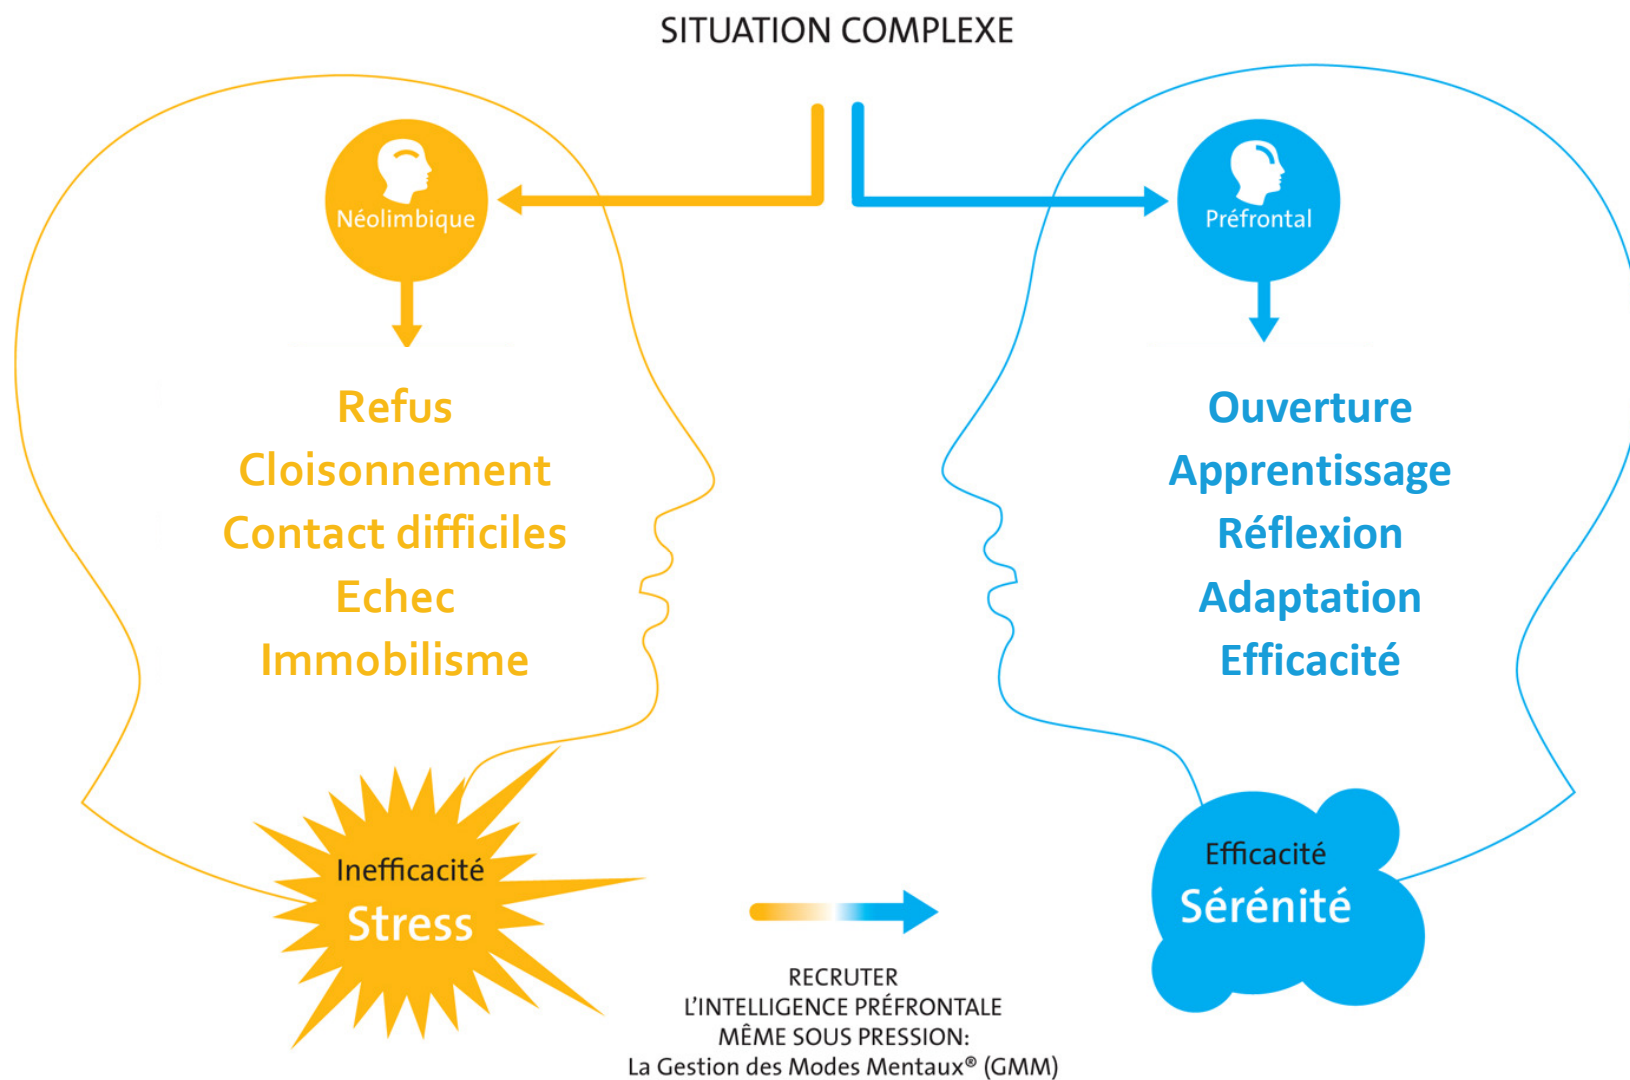 SITUATION COMPLEXE
Néolimbique
Préfrontal
Refus
Cloisonnement
Contact difficiles
Echec
Immobilisme
Ouverture
Apprentissage
Réflexion
Adaptation
Efficacité
Inefficacité
Stress
Efficacité
Sérénité
RECRUTER
L'INTELLIGENCE PRÉFRONTALE
MÊME SOUS PRESSION:
La Gestion des Modes Mentaux® (GMM)